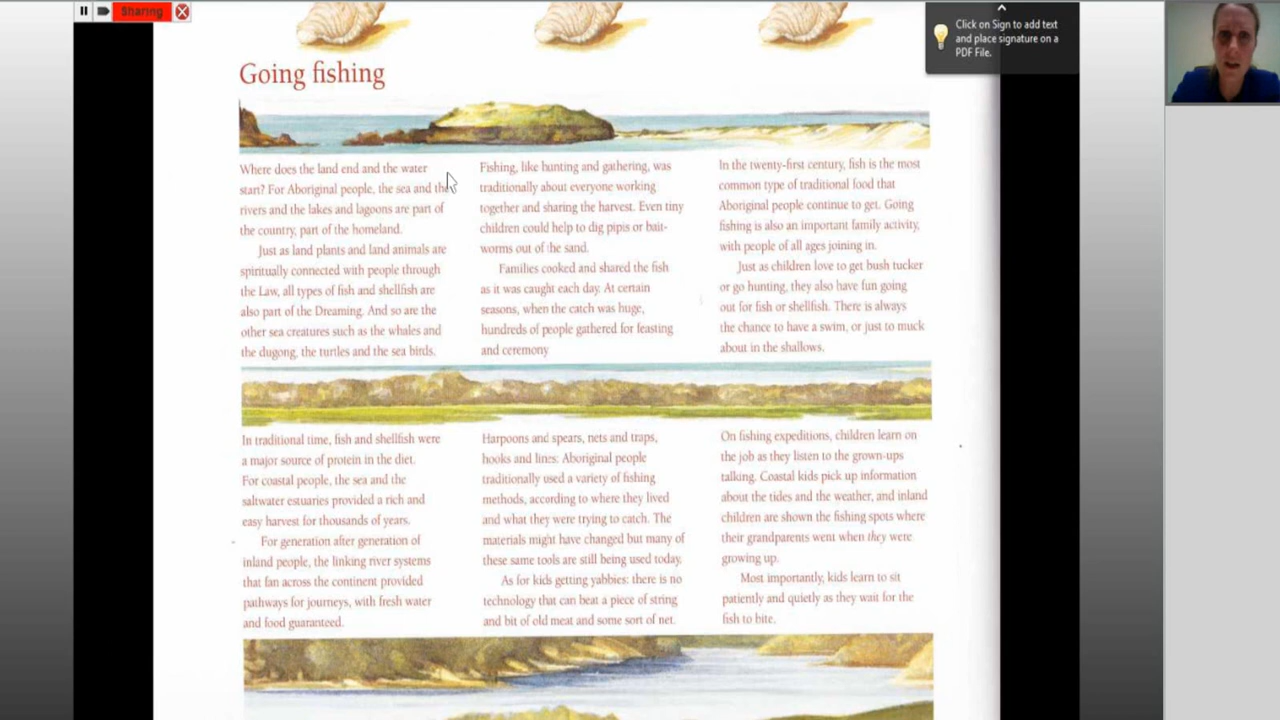 Sharing
Click on Sign to add text
and place signature on a
PDF File.
Going fishing
Where does the land end and the water
start? For Aboriginal people, the sea and the
rivers and the lakes and lagoons are part of
the country, part of the homeland.
Just as land plants and land animals are
spiritually connected with people through
the Law, all types of fish and shellfish are
also part of the Dreaming. And so are the
other sea creatures such as the whales and
the dugong, the turtles and the sea birds.
Fishing, like hunting and gathering, was
traditionally about everyone working
together and sharing the harvest. Even tiny
children could help to dig pipis or bait-
worms out of the sand.
Families cooked and shared the fish
as it was caught each day. At certain
seasons, when the catch was huge,
hundreds of people gathered for feasting
and ceremony
In the twenty-first century, fish is the most
common type of traditional food that
Aboriginal people continue to get. Going
fishing is also an important family activity,
with people of all ages joining in.
Just as children love to get bush tucker
or go hunting, they also have fun going
out for fish or shellfish. There is always
the chance to have a swim, or just to muck
about in the shallows.
In traditional time, fish and shellfish were
a major source of protein in the diet.
For coastal people, the sea and the
saltwater estuaries provided a rich and
easy harvest for thousands of years.
For generation after generation of
inland people, the linking river systems
that fan across the continent provided
pathways for journeys, with fresh water
and food guaranteed.
Harpoons and spears, nets and traps,
hooks and lines: Aboriginal people
traditionally used a variety of fishing
methods, according to where they lived
and what they were trying to catch. The
materials might have changed but many of
these same tools are still being used today.
As for kids getting yabbies: there is no
technology that can beat a piece of string
and bit of old meat and some sort of net.
On fishing expeditions, children learn on
the job as they listen to the grown-ups
talking. Coastal kids pick up information
about the tides and the weather, and inland
children are shown the fishing spots where
their grandparents went when they were
growing up.
Most importantly, kids learn to sit
patiently and quietly as they wait for the
fish to bite.